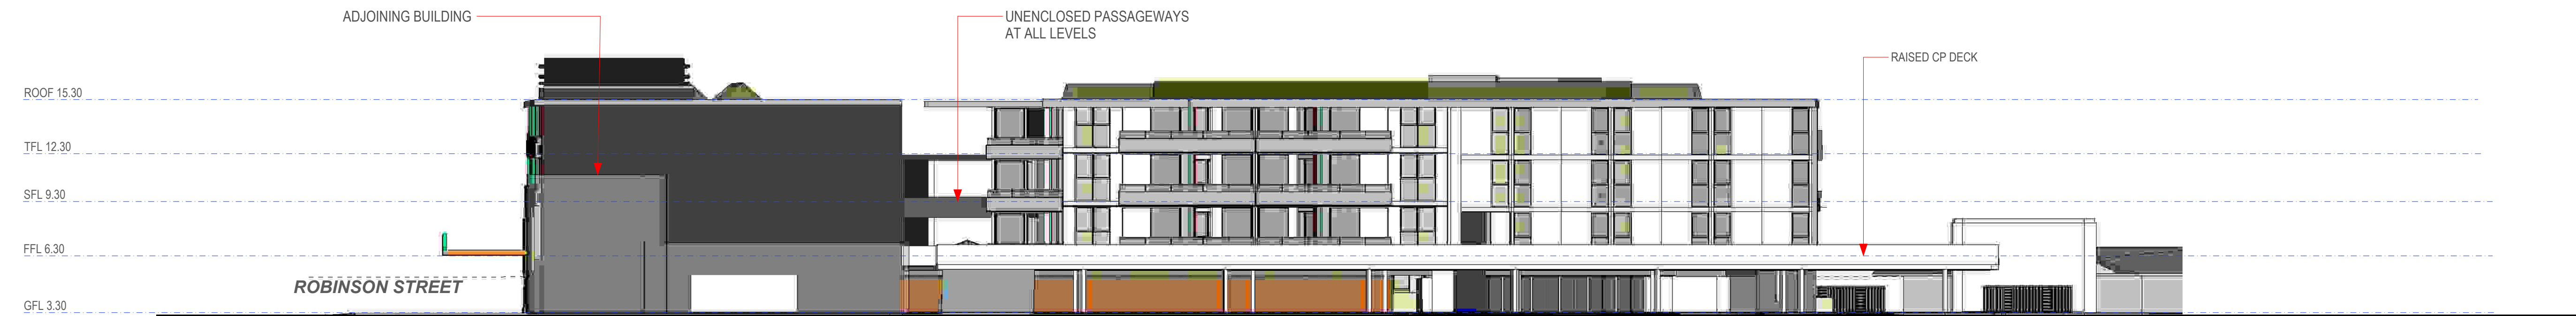 ADJOINING BUILDING
UNENCLOSED PASSAGEWAYS
AT ALL LEVELS
RAISED CP DECK
ROOF 15.30
TFL 12.30
SFL 9.30
FFL 6.30
ROBINSON STREET
GFL 3.30